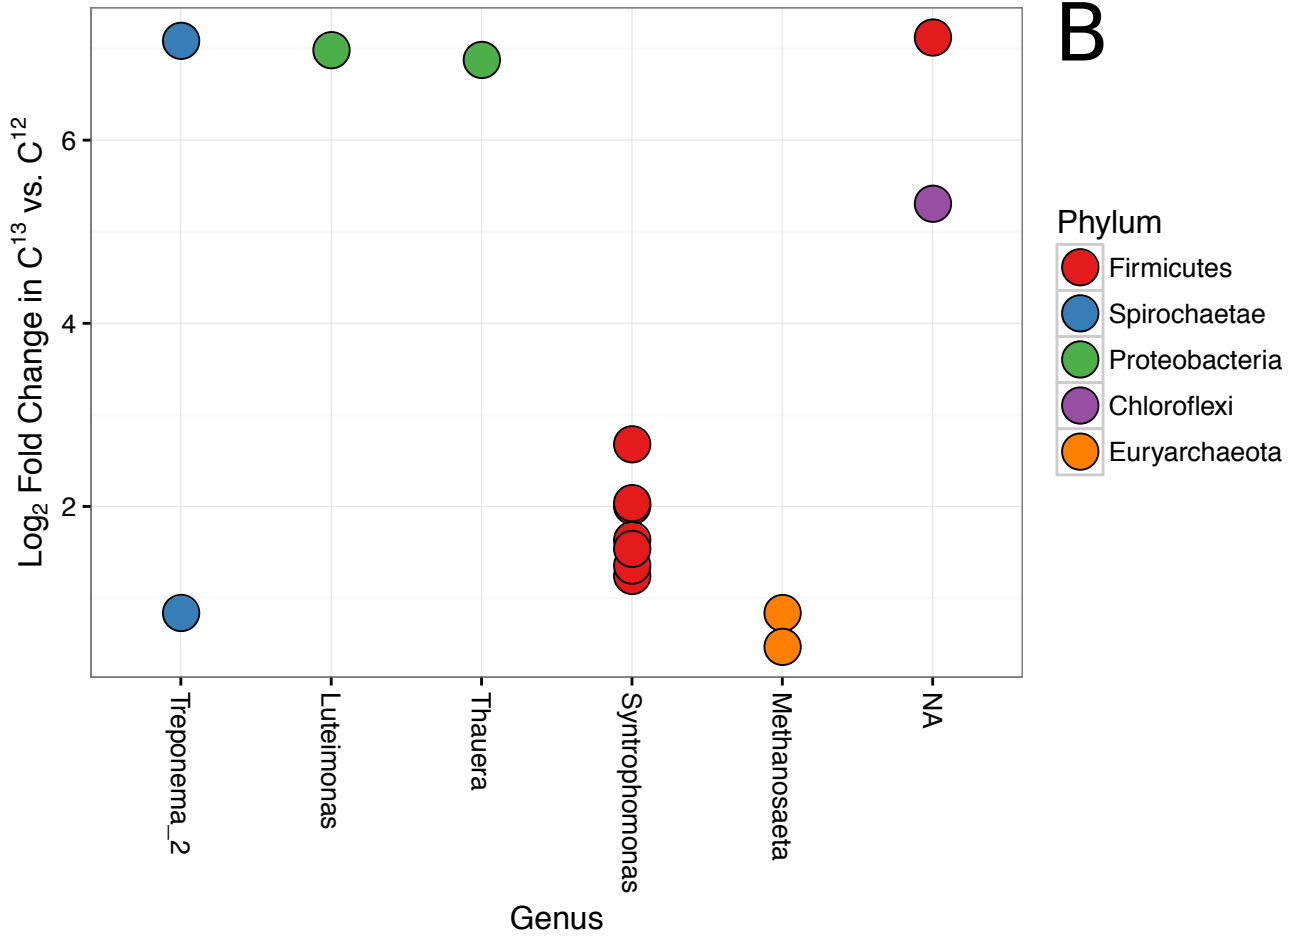 B
Log₂ Fold Change in C¹³ vs. C¹²
6
4
2
Treponema_2
Luteimonas
Thauera
Syntrophomonas
Methanosaeta
NA
Genus
Phylum
Firmicutes
Spirochaetae
Proteobacteria
Chloroflexi
Euryarchaeota